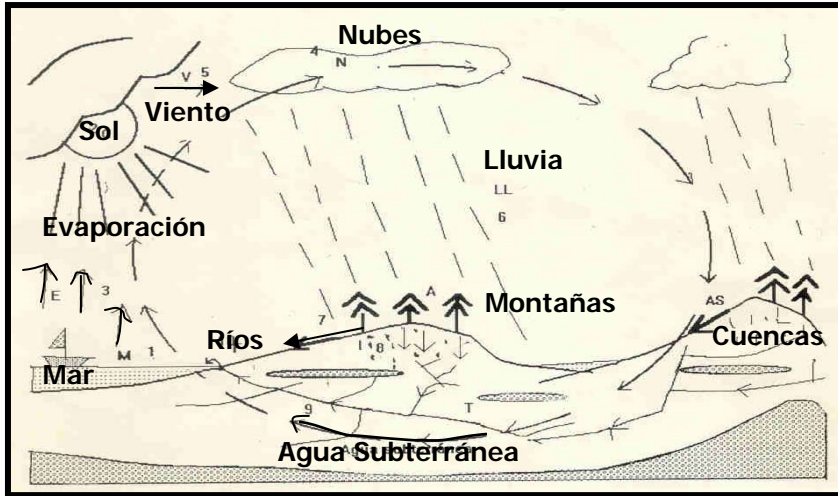 Nubes
4
N
V 5
Viento
Sol
Lluvia
LL
6
Evaporación
E 3
A
Montañas
AS
7
Ríos
Cuencas
8
M 1
Mar
T
9
Agua Subterránea